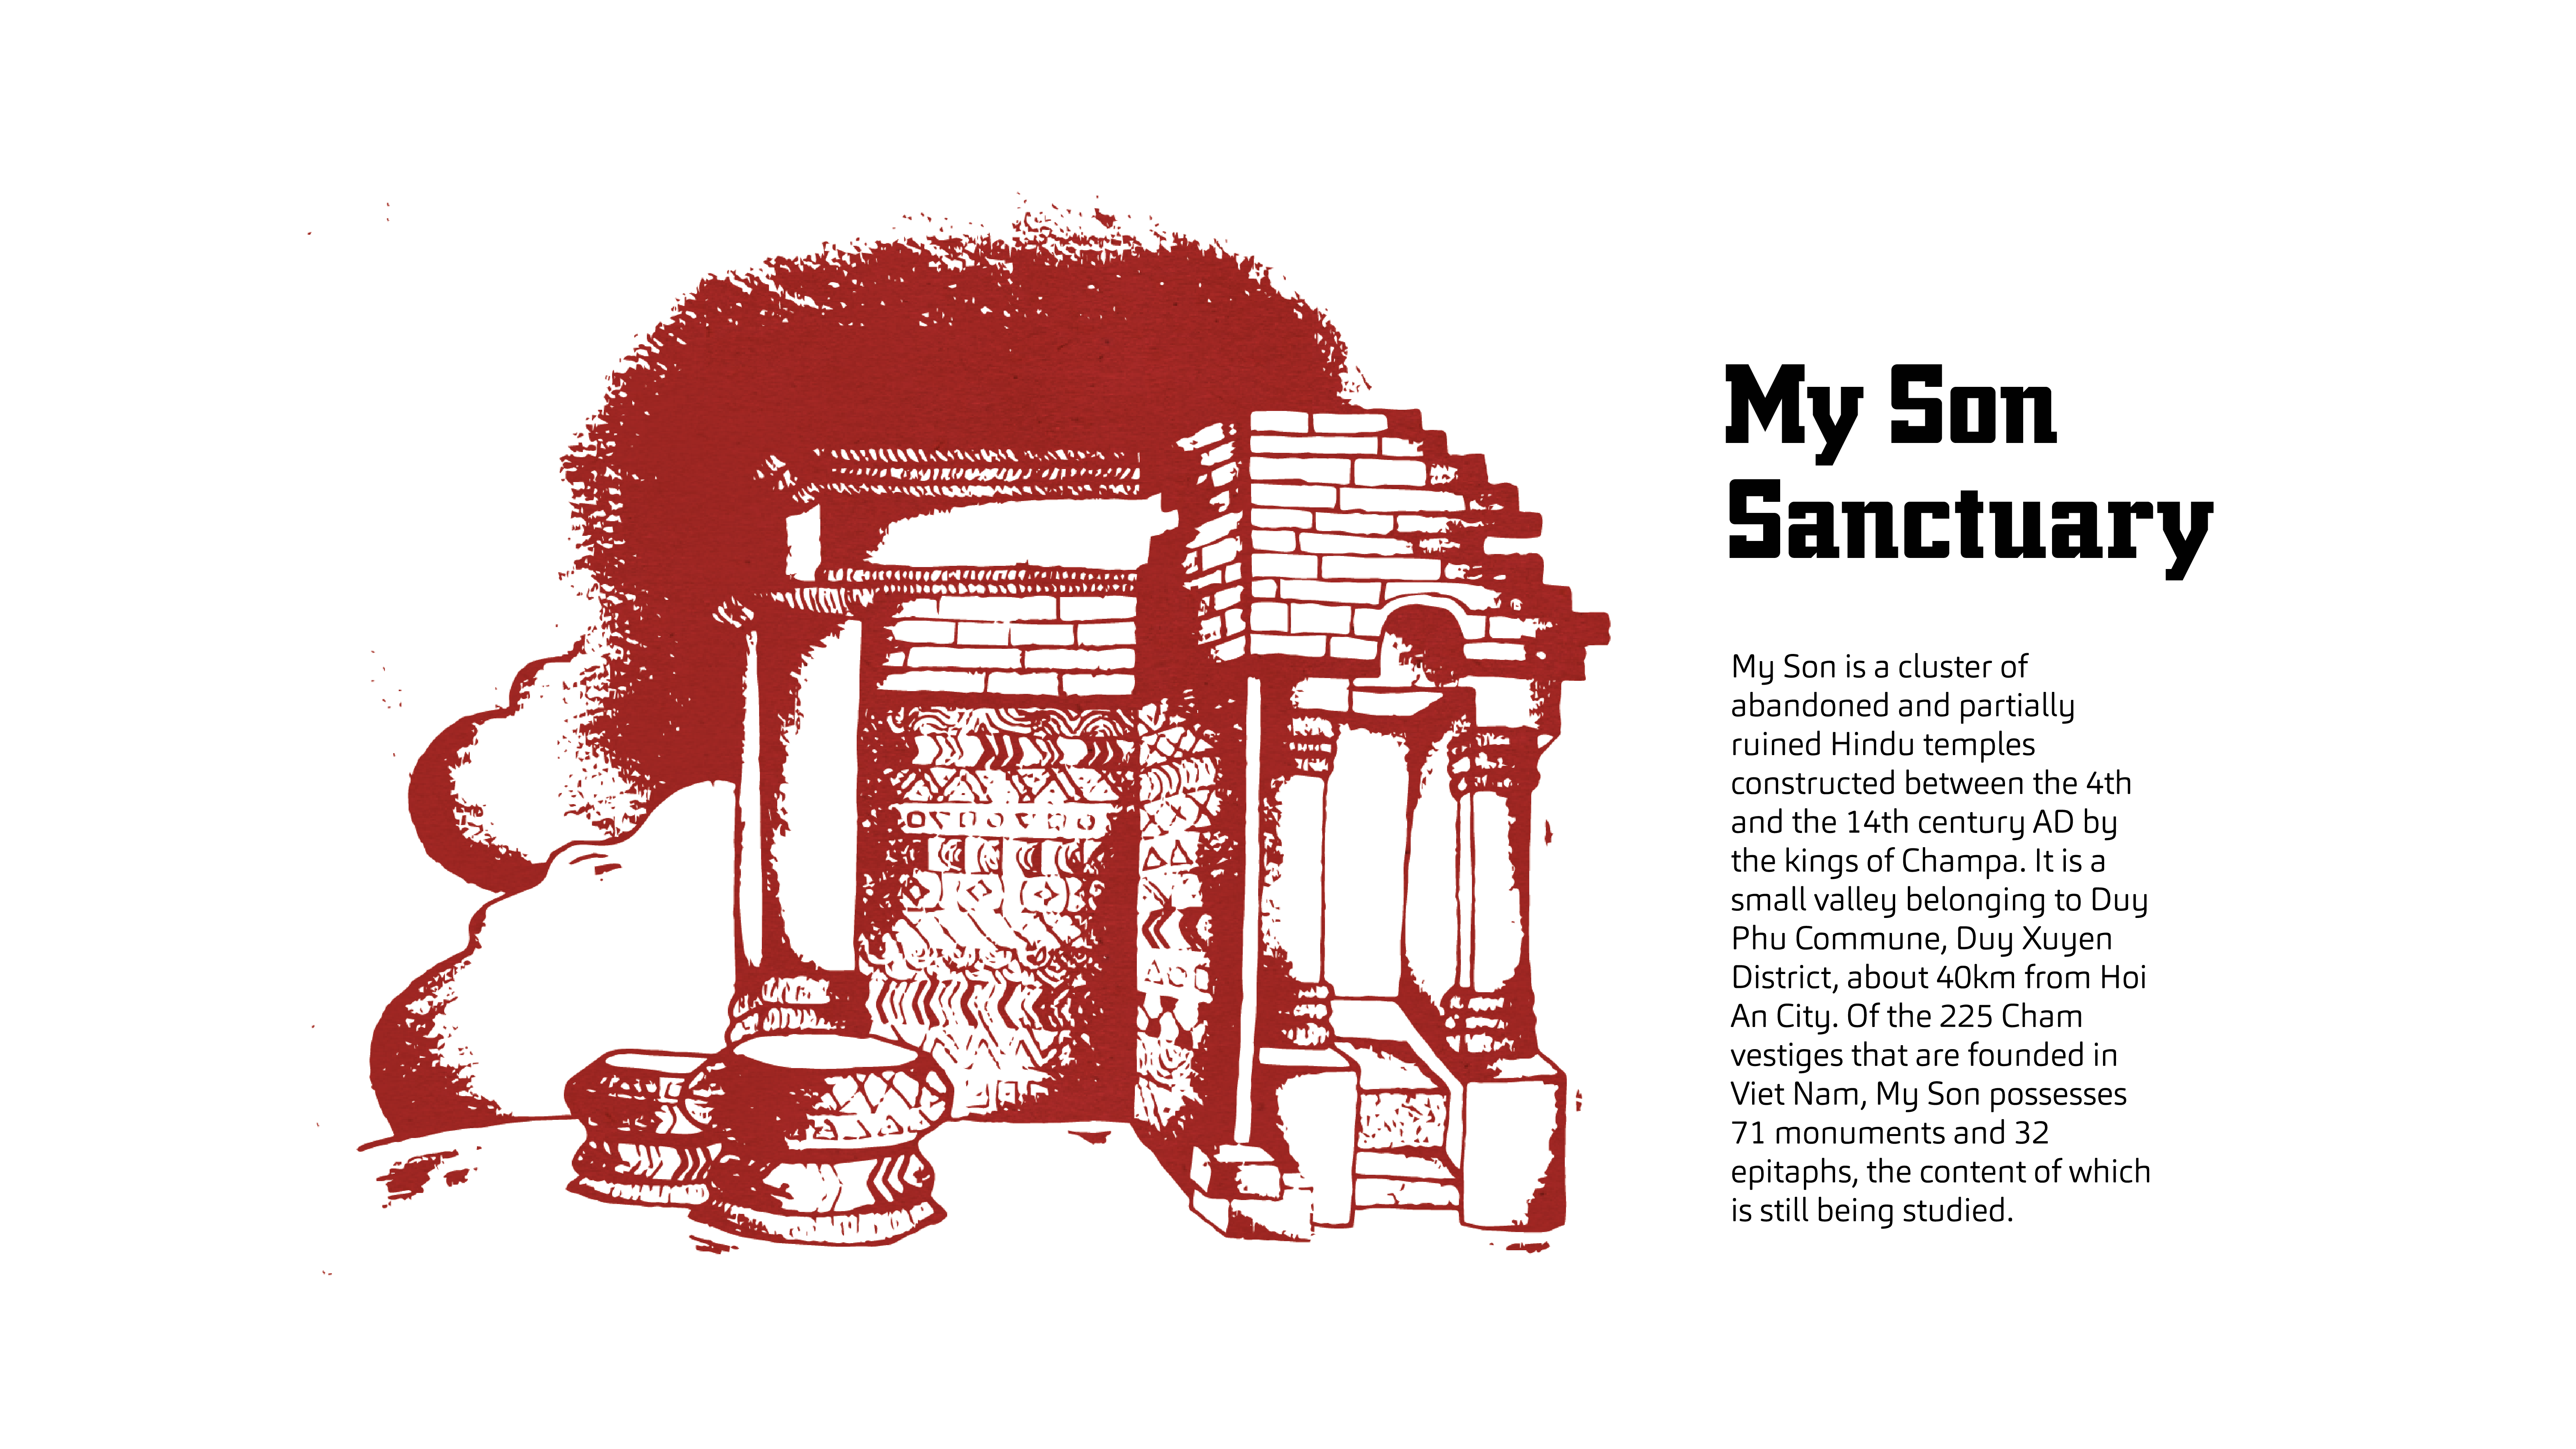 My Son
Sanctuary
My Son is a cluster of
abandoned and partially
ruined Hindu temples
constructed between the 4th
and the 14th century AD by
the kings of Champa. It is a
small valley belonging to Duy
Phu Commune, Duy Xuyen
District, about 40km from Hoi
An City. Of the 225 Cham
vestiges that are founded in
Viet Nam, My Son possesses
71 monuments and 32
epitaphs, the content of which
is still being studied.